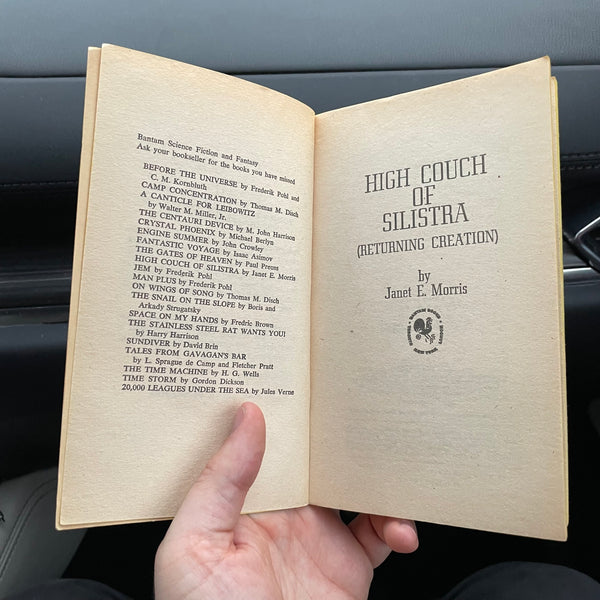 Bantam Science Fiction and Fantasy
Ask your bookseller for the books you have missed
BEFORE THE UNIVERSE by Frederik Pohl and
C. M. Kornbluth
CAMP CONCENTRATION by Thomas M. Disch
A CANTICLE FOR LEIBOWITZ
by Walter M. Miller, Jr.
THE CENTAURI DEVICE by M. John Harrison
CRYSTAL PHOENIX by Michael Berlyn
ENGINE SUMMER by John Crowley
FANTASTIC VOYAGE by Isaac Asimov
THE GATES OF HEAVEN by Paul Preuss
HIGH COUCH OF SILISTRA by Janet E. Morris
JEM by Frederik Pohl
MAN PLUS by Frederik Pohl
ON WINGS OF SONG by Thomas M. Disch
THE SNAIL ON THE SLOPE by Boris and
Arkady Strugatsky
SPACE ON MY HANDS by Fredric Brown
THE STAINLESS STEEL RAT WANTS YOU!
by Harry Harrison
SUNDIVER by David Brin
TALES FROM GAVAGAN'S BAR
by L. Sprague de Camp and Fletcher Pratt
THE TIME MACHINE by H. G. Wells
TIME STORM by Gordon Dickson
20,000 LEAGUES UNDER THE SEA by Jules Verne
HIGH COUCH
OF
SILISTRA
(RETURNING CREATION)
by
Janet E. Morris
BANTAM BOOKS
TORONTO
NEW YORK
LONDON